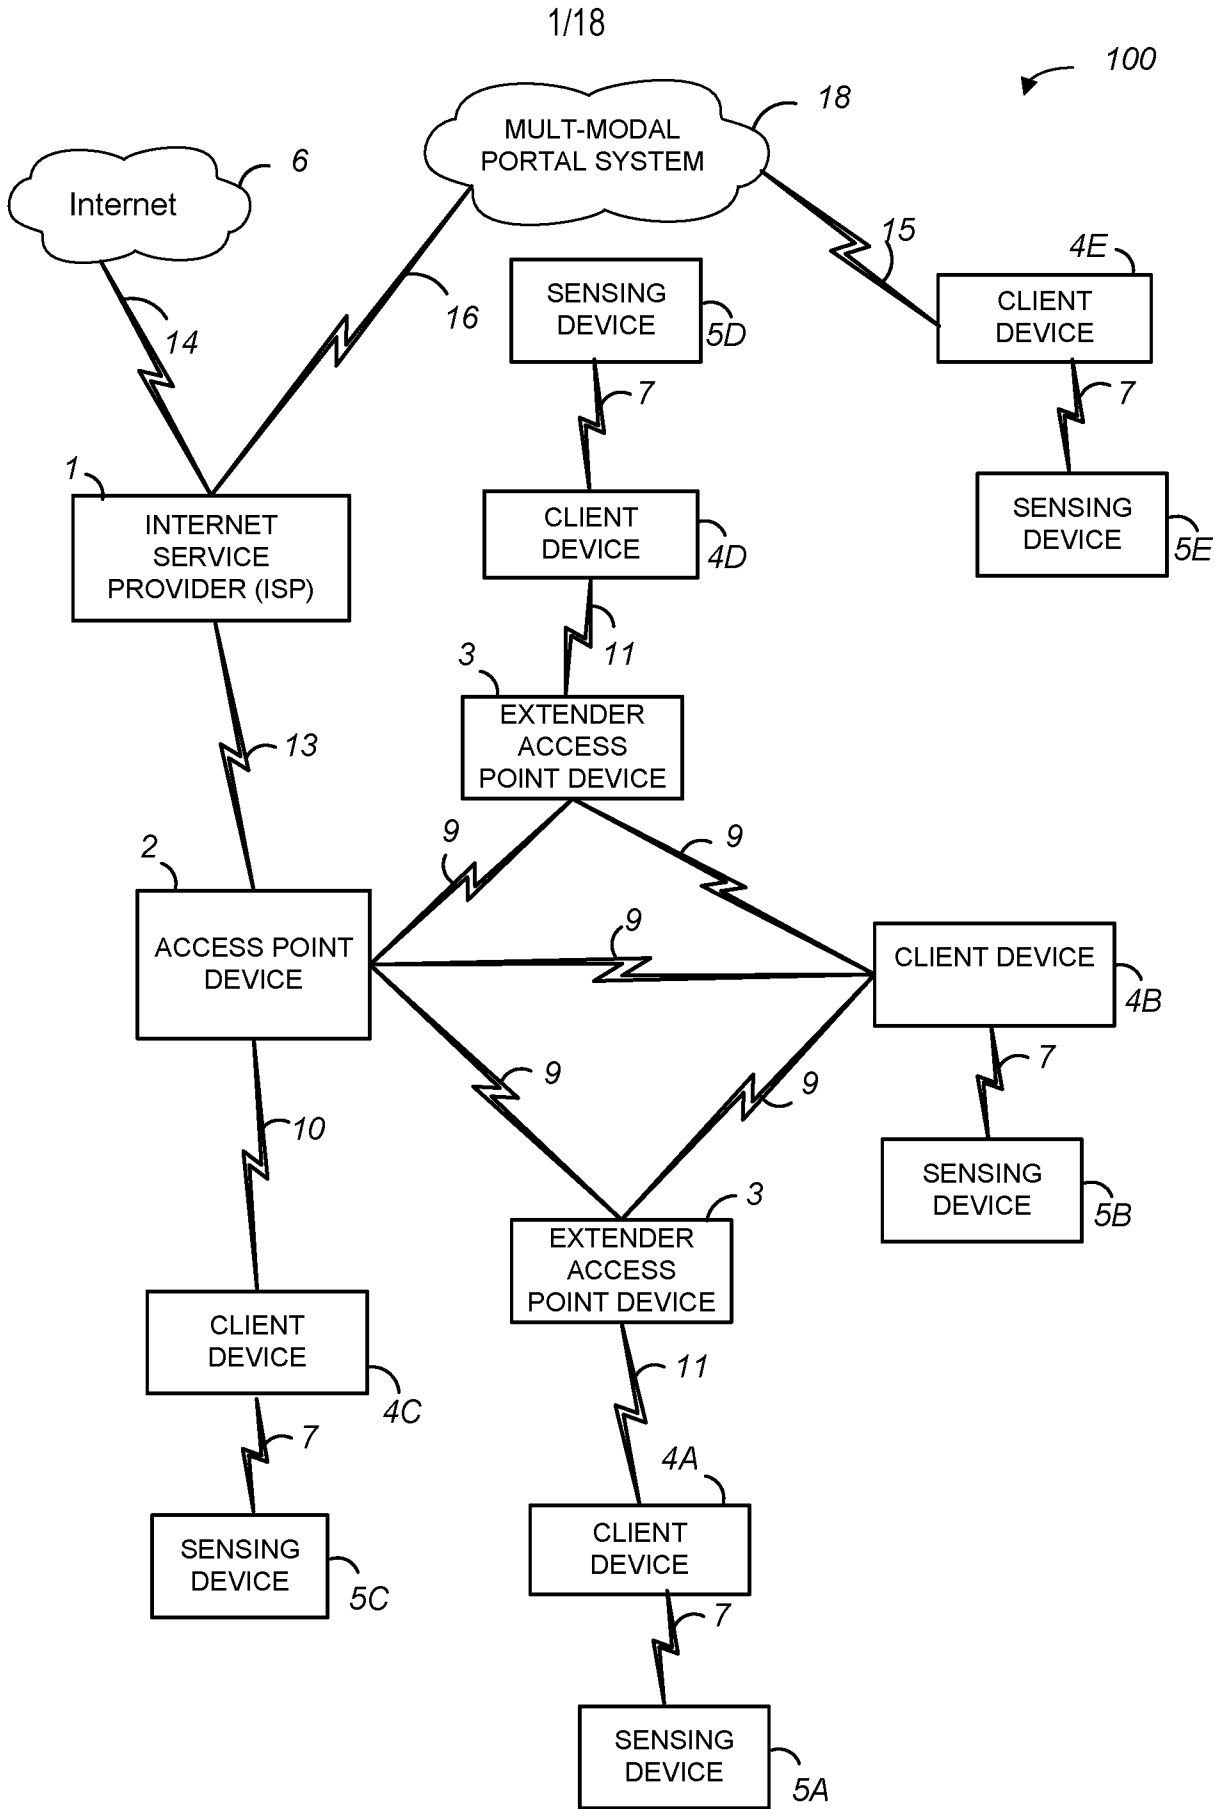 1/18
100
18
MULT-MODAL
PORTAL SYSTEM
6
Internet
15
4E
14
16
SENSING
DEVICE
5D
CLIENT
DEVICE
7
7
1
INTERNET
SERVICE
PROVIDER (ISP)
CLIENT
DEVICE
4D
SENSING
DEVICE
5E
11
3
EXTENDER
ACCESS
POINT DEVICE
13
2
9
9
ACCESS POINT
DEVICE
9
CLIENT DEVICE
4B
9
9
7
10
SENSING
DEVICE
5B
3
EXTENDER
ACCESS
POINT DEVICE
CLIENT
DEVICE
4C
11
7
4A
SENSING
DEVICE
5C
CLIENT
DEVICE
7
SENSING
DEVICE
5A